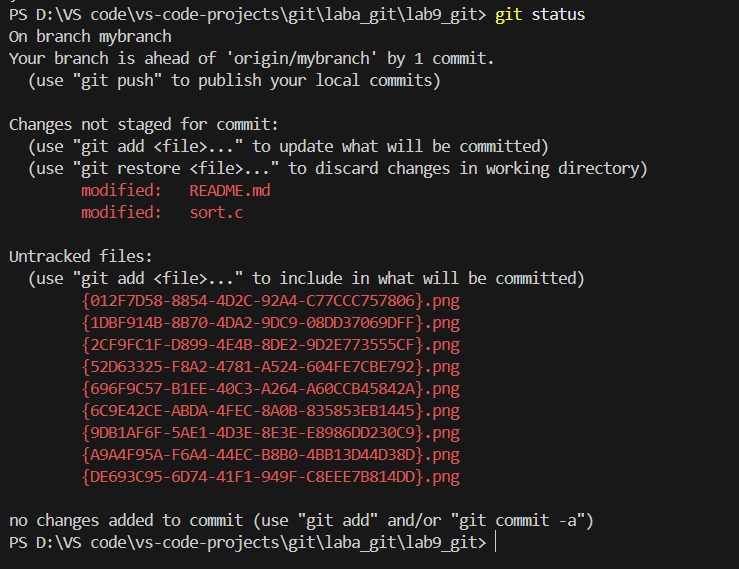 PS D:\VS code\vs-code-projects\git\laba_git\lab9_git> git status
On branch mybranch
Your branch is ahead of 'origin/mybranch' by 1 commit.
  (use "git push" to publish your local commits)

Changes not staged for commit:
  (use "git add <file>..." to update what will be committed)
  (use "git restore <file>..." to discard changes in working directory)
        modified:   README.md
        modified:   sort.c

Untracked files:
  (use "git add <file>..." to include in what will be committed)
        {012F7D58-8854-4D2C-92A4-C77CCC757806}.png
        {1DBF914B-8B70-4DA2-9DC9-08DD37069DFF}.png
        {2CF9FC1F-D899-4E4B-8DE2-9D2E773555CF}.png
        {52D63325-F8A2-4781-A524-604FE7CBE792}.png
        {696F9C57-B1EE-40C3-A264-A60CCB45842A}.png
        {6C9E42CE-ABDA-4FEC-8A0B-835853EB1445}.png
        {9DB1AF6F-5AE1-4D3E-8E3E-E8986DD230C9}.png
        {A9A4F95A-F6A4-44EC-B8B0-4BB13D44D38D}.png
        {DE693C95-6D74-41F1-949F-C8EEE7B814DD}.png

no changes added to commit (use "git add" and/or "git commit -a")
PS D:\VS code\vs-code-projects\git\laba_git\lab9_git>